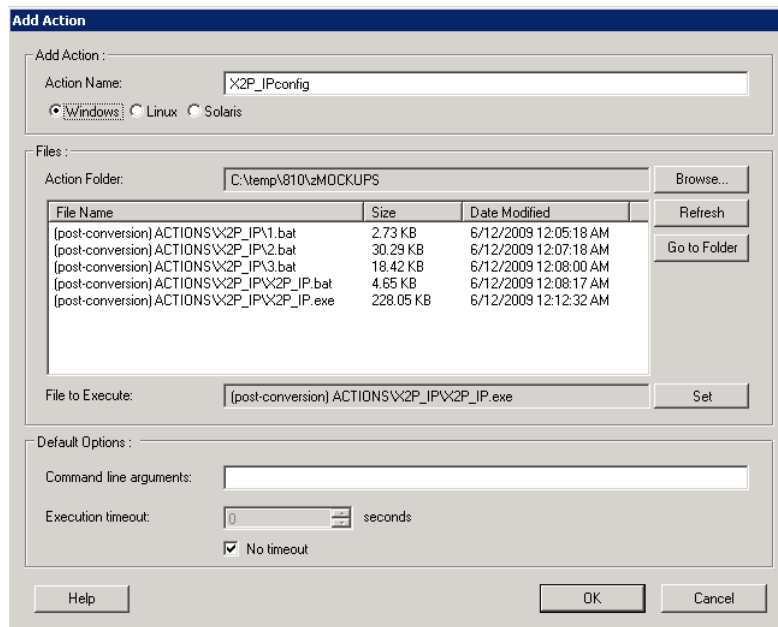 Add Action
Add Action :
Action Name: X2P_IPconfig
Windows Linux Solaris
Files :
Action Folder: C:\temp\810\zMOCKUPS Browse...
File Name Size Date Modified Refresh
(post-conversion) ACTIONS\X2P_IP\1.bat 2.73 KB 6/12/2009 12:05:18 AM
(post-conversion) ACTIONS\X2P_IP\2.bat 30.29 KB 6/12/2009 12:07:18 AM Go to Folder
(post-conversion) ACTIONS\X2P_IP\3.bat 18.42 KB 6/12/2009 12:08:00 AM
(post-conversion) ACTIONS\X2P_IP\X2P_IP.bat 4.65 KB 6/12/2009 12:08:17 AM
(post-conversion) ACTIONS\X2P_IP\X2P_IP.exe 228.05 KB 6/12/2009 12:12:32 AM
File to Execute: (post-conversion) ACTIONS\X2P_IP\X2P_IP.exe Set
Default Options :
Command line arguments:
Execution timeout: 0 seconds
No timeout
Help OK Cancel